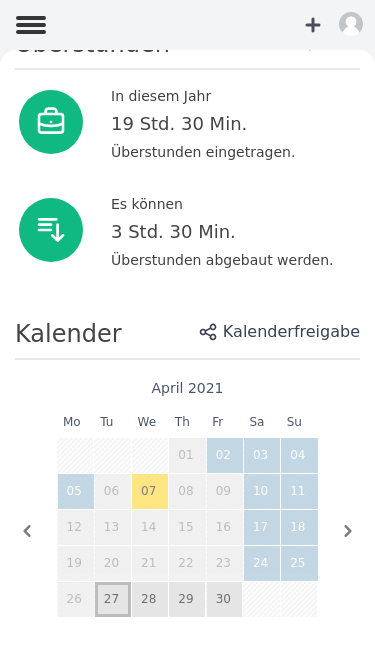 Überstunden
In diesem Jahr
19 Std. 30 Min.
Überstunden eingetragen.
Es können
3 Std. 30 Min.
Überstunden abgebaut werden.
Kalender
Kalenderfreigabe
April 2021
Mo Tu We Th Fr Sa Su
01 02 03 04
05 06 07 08 09 10 11
12 13 14 15 16 17 18
19 20 21 22 23 24 25
26 27 28 29 30